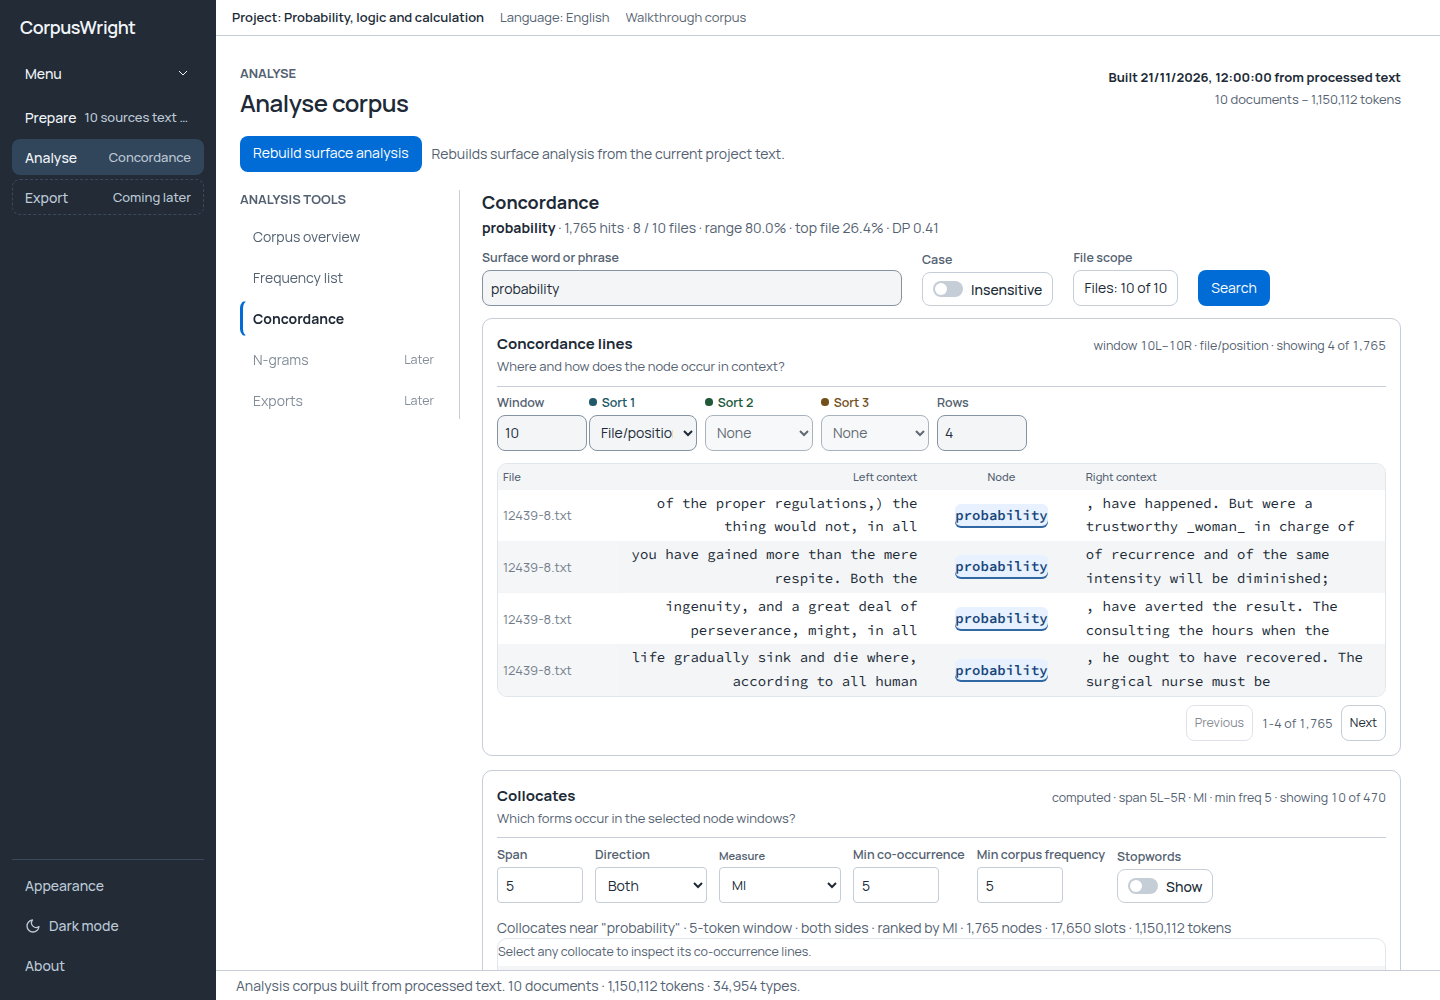 CorpusWright
Menu
Prepare 10 sources text ...
Analyse Concordance
Export Coming later
Appearance
Dark mode
About
Project: Probability, logic and calculation Language: English Walkthrough corpus
ANALYSE
Analyse corpus
Built 21/11/2026, 12:00:00 from processed text
10 documents – 1,150,112 tokens
Rebuild surface analysis Rebuilds surface analysis from the current project text.
ANALYSIS TOOLS
Corpus overview
Frequency list
Concordance
N-grams Later
Exports Later
Concordance
probability · 1,765 hits · 8 / 10 files · range 80.0% · top file 26.4% · DP 0.41
Surface word or phrase Case File scope
probability Insensitive Files: 10 of 10 Search
Concordance lines
window 10L–10R · file/position · showing 4 of 1,765
Where and how does the node occur in context?
Window Sort 1 Sort 2 Sort 3 Rows
10 File/positio None None 4
File Left context Node Right context
12439-8.txt
of the proper regulations,) the
thing would not, in all
probability
, have happened. But were a
trustworthy _woman_ in charge of
12439-8.txt
you have gained more than the mere
respite. Both the
probability
of recurrence and of the same
intensity will be diminished;
12439-8.txt
ingenuity, and a great deal of
perseverance, might, in all
probability
, have averted the result. The
consulting the hours when the
12439-8.txt
life gradually sink and die where,
according to all human
probability
, he ought to have recovered. The
surgical nurse must be
Previous 1-4 of 1,765 Next
Collocates
computed · span 5L–5R · MI · min freq 5 · showing 10 of 470
Which forms occur in the selected node windows?
Span Direction Measure Min co-occurrence Min corpus frequency Stopwords
5 Both MI 5 5 Show
Collocates near "probability" · 5-token window · both sides · ranked by MI · 1,765 nodes · 17,650 slots · 1,150,112 tokens
Select any collocate to inspect its co-occurrence lines.
Analysis corpus built from processed text. 10 documents · 1,150,112 tokens · 34,954 types.